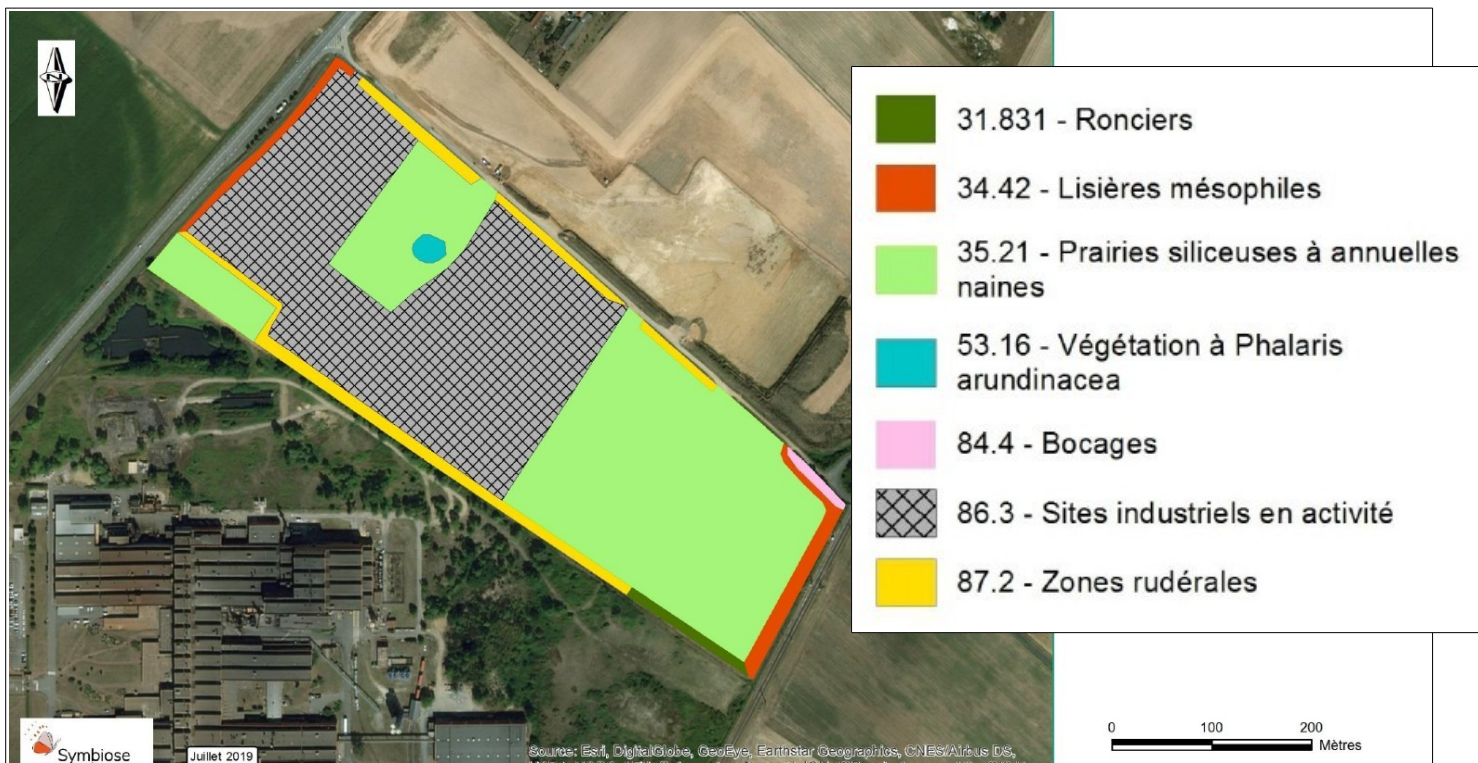 N
31.831 - Ronciers
34.42 - Lisières mésophiles
35.21 - Prairies siliceuses à annuelles
naines
53.16 - Végétation à Phalaris
arundinacea
84.4 - Bocages
86.3 - Sites industriels en activité
87.2 - Zones rudérales
0 100 200
Mètres
Symbiose
Juillet 2019
Source: Esri, DigitalGlobe, GeoEye, Earthstar Geographics, CNES/Airbus DS,